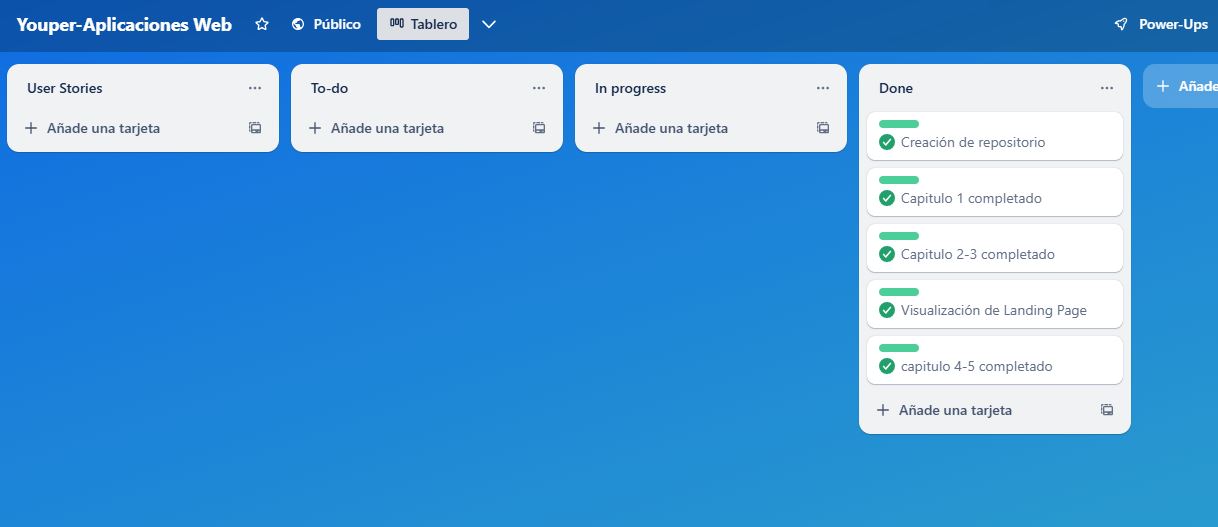 Youper-Aplicaciones Web
Público
Tablero
Power-Ups
User Stories
Añade una tarjeta
To-do
Añade una tarjeta
In progress
Añade una tarjeta
Done
Creación de repositorio
Capitulo 1 completado
Capitulo 2-3 completado
Visualización de Landing Page
capitulo 4-5 completado
Añade una tarjeta
Añade